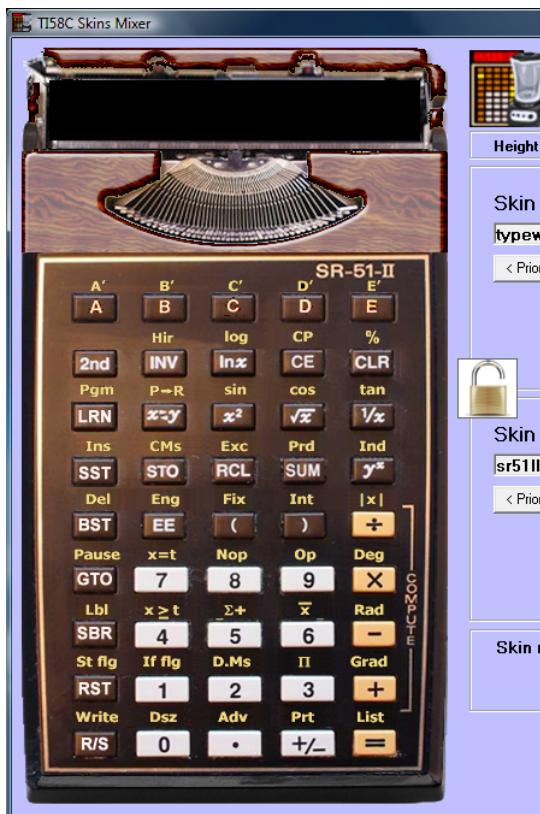 TI58C Skins Mixer
Height
Skin
typew
< Prior
SR-51-II
A' B' C' D' E'
A B C D E
Hir log CP %
2nd INV lnx CE CLR
Pgm P→R sin cos tan
LRN x⇌y x² √x 1/x
Ins CMs Exc Prd Ind
SST STO RCL SUM yˣ
Skin
sr51II
Del Eng Fix Int |x|
BST EE ( ) ÷
< Prior
Pause x=t Nop Op Deg
GTO 7 8 9 ×
COMPUTE
Lbl x≥t Σ+ x̅ Rad
SBR 4 5 6 −
St flg If flg D.Ms Π Grad
RST 1 2 3 +
Skin
Write Dsz Adv Prt List
R/S 0 . +/− =